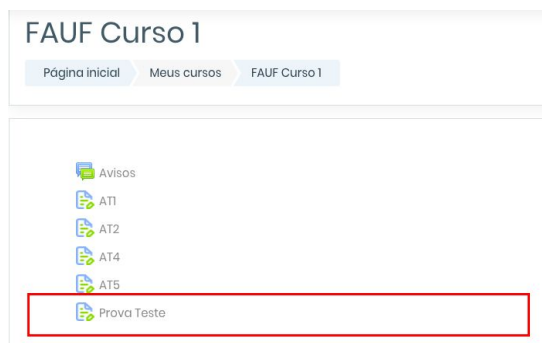 FAUF Curso 1
Página inicial Meus cursos FAUF Curso 1
Avisos
AT1
AT2
AT4
AT5
Prova Teste